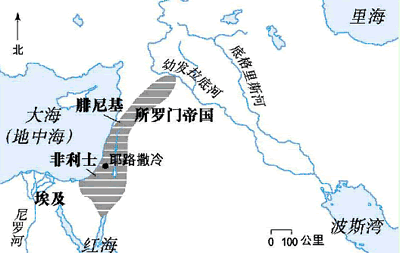 北
里海
幼发拉底河
底格里斯河
腓尼基
所罗门帝国
大海
(地中海)
非利士
耶路撒冷
埃及
尼罗河
红海
波斯湾
0 100 公里